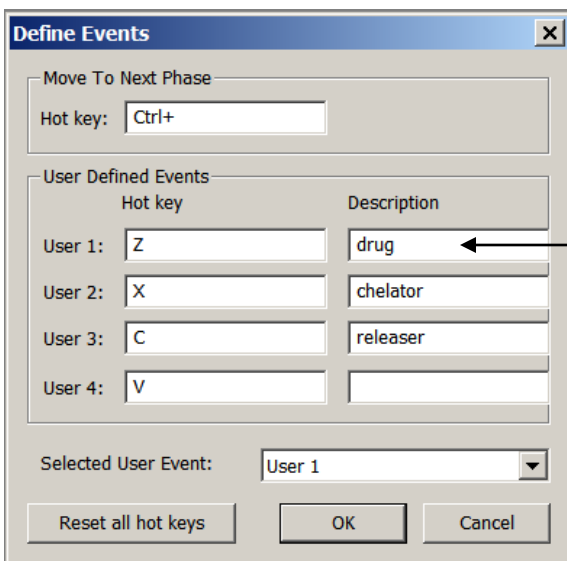 Define Events
Move To Next Phase
Hot key: Ctrl+
User Defined Events
Hot key Description
User 1: Z drug
User 2: X chelator
User 3: C releaser
User 4: V
Selected User Event: User 1
Reset all hot keys OK Cancel